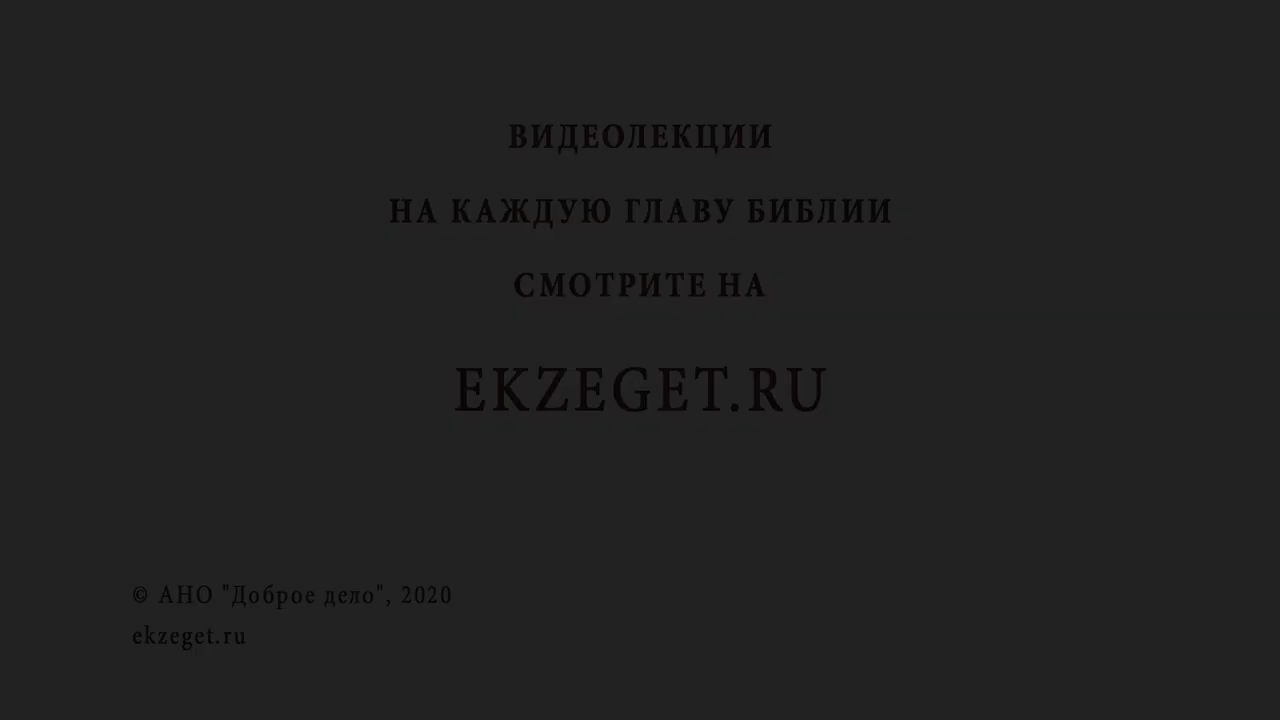 ВИДЕОЛЕКЦИИ
НА КАЖДУЮ ГЛАВУ БИБЛИИ
СМОТРИТЕ НА
EKZEGET.RU
© АНО "Доброе дело", 2020
ekzeget.ru